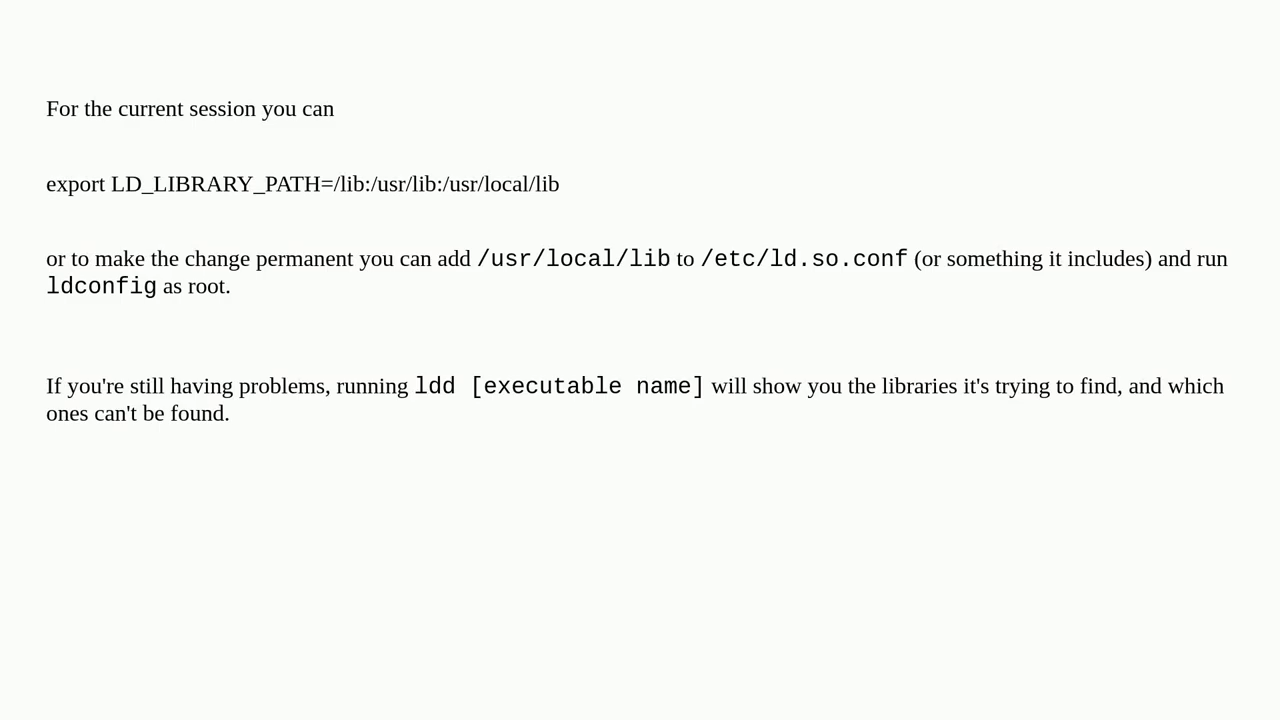 For the current session you can
export LD_LIBRARY_PATH=/lib:/usr/lib:/usr/local/lib
or to make the change permanent you can add /usr/local/lib to /etc/ld.so.conf (or something it includes) and run
ldconfig as root.
If you're still having problems, running ldd [executable name] will show you the libraries it's trying to find, and which
ones can't be found.